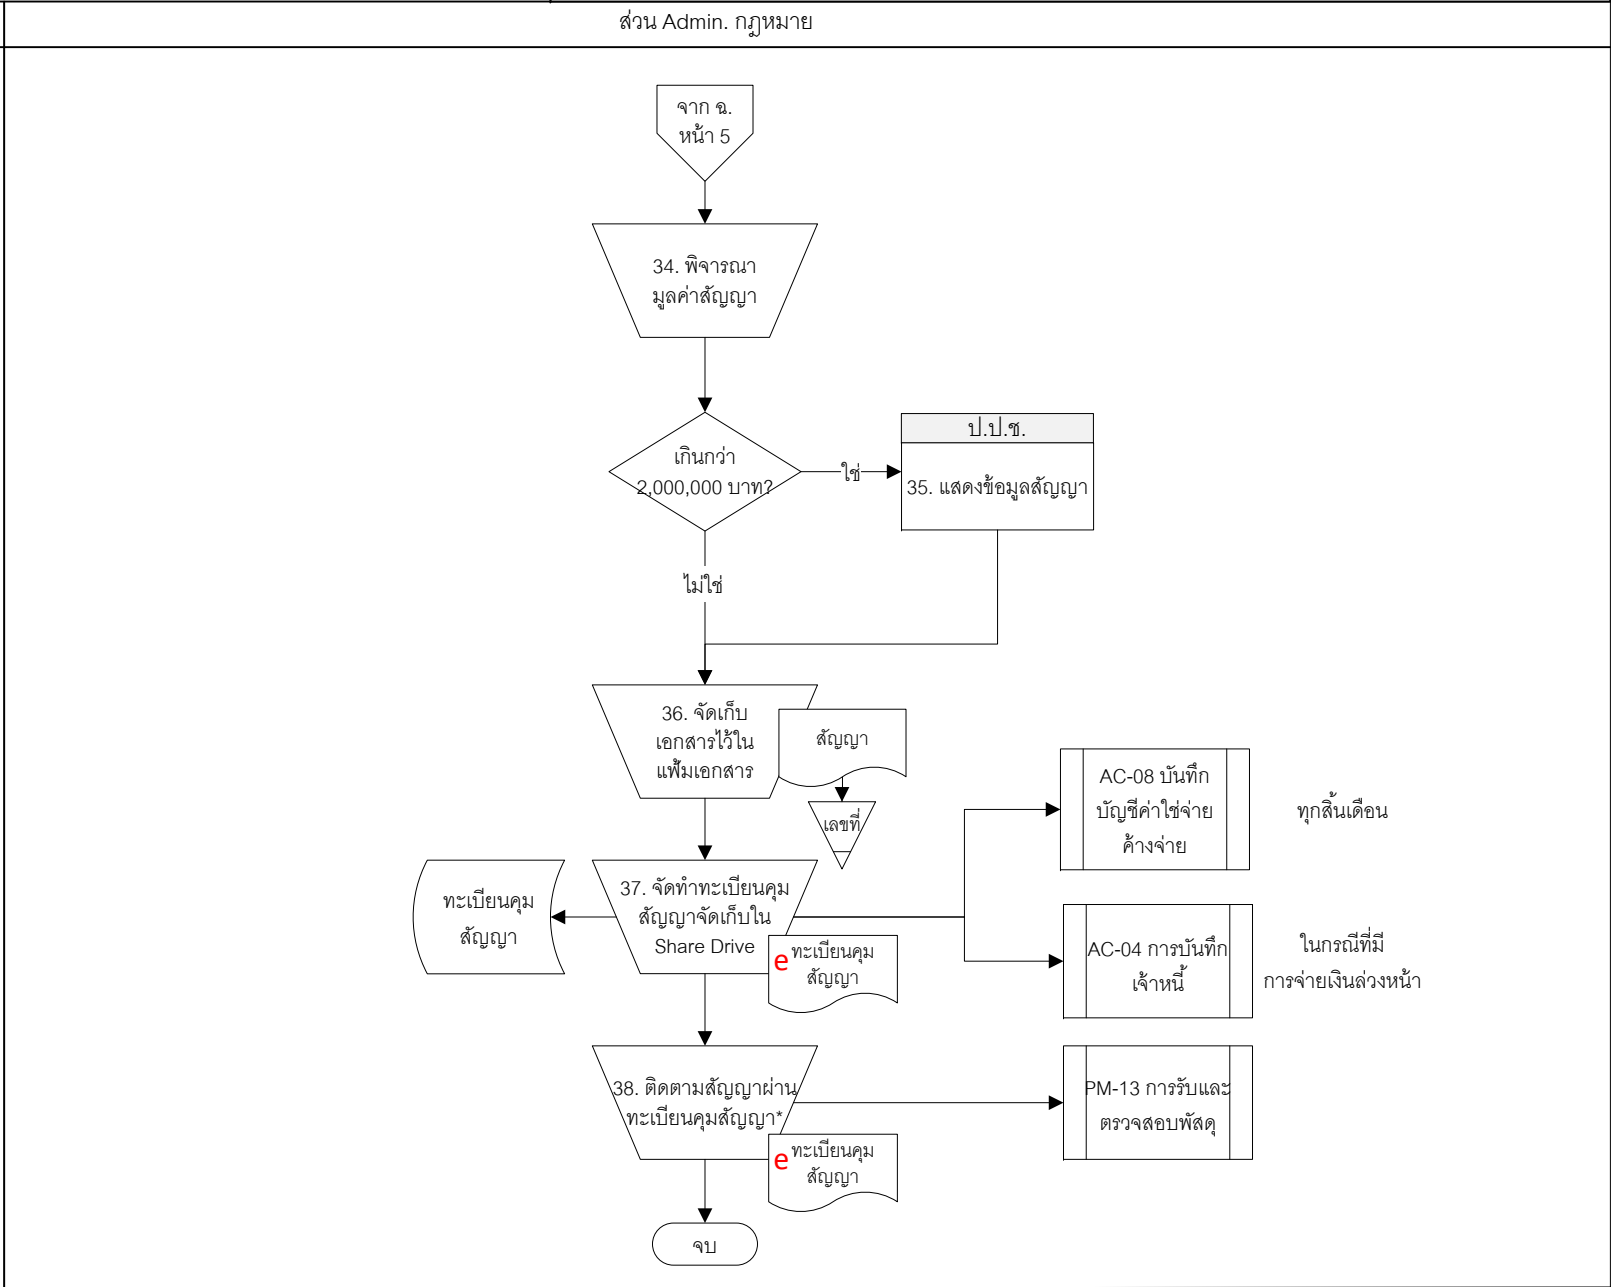 ส่วน Admin. กฎหมาย
จาก ฉ.
หน้า 5
34. พิจารณา
มูลค่าสัญญา
เกินกว่า
2,000,000 บาท?
ใช่
ป.ป.ช.
35. แสดงข้อมูลสัญญา
ไม่ใช่
36. จัดเก็บ
เอกสารไว้ใน
แฟ้มเอกสาร
สัญญา
เลขที่
AC-08 บันทึก
บัญชีค่าใช่จ่าย
ค้างจ่าย
ทุกสิ้นเดือน
37. จัดทำทะเบียนคุม
สัญญาจัดเก็บใน
Share Drive
ทะเบียนคุม
สัญญา
e ทะเบียนคุม
สัญญา
AC-04 การบันทึก
เจ้าหนี้
ในกรณีที่มี
การจ่ายเงินล่วงหน้า
38. ติดตามสัญญาผ่าน
ทะเบียนคุมสัญญา*
e ทะเบียนคุม
สัญญา
PM-13 การรับและ
ตรวจสอบพัสดุ
จบ